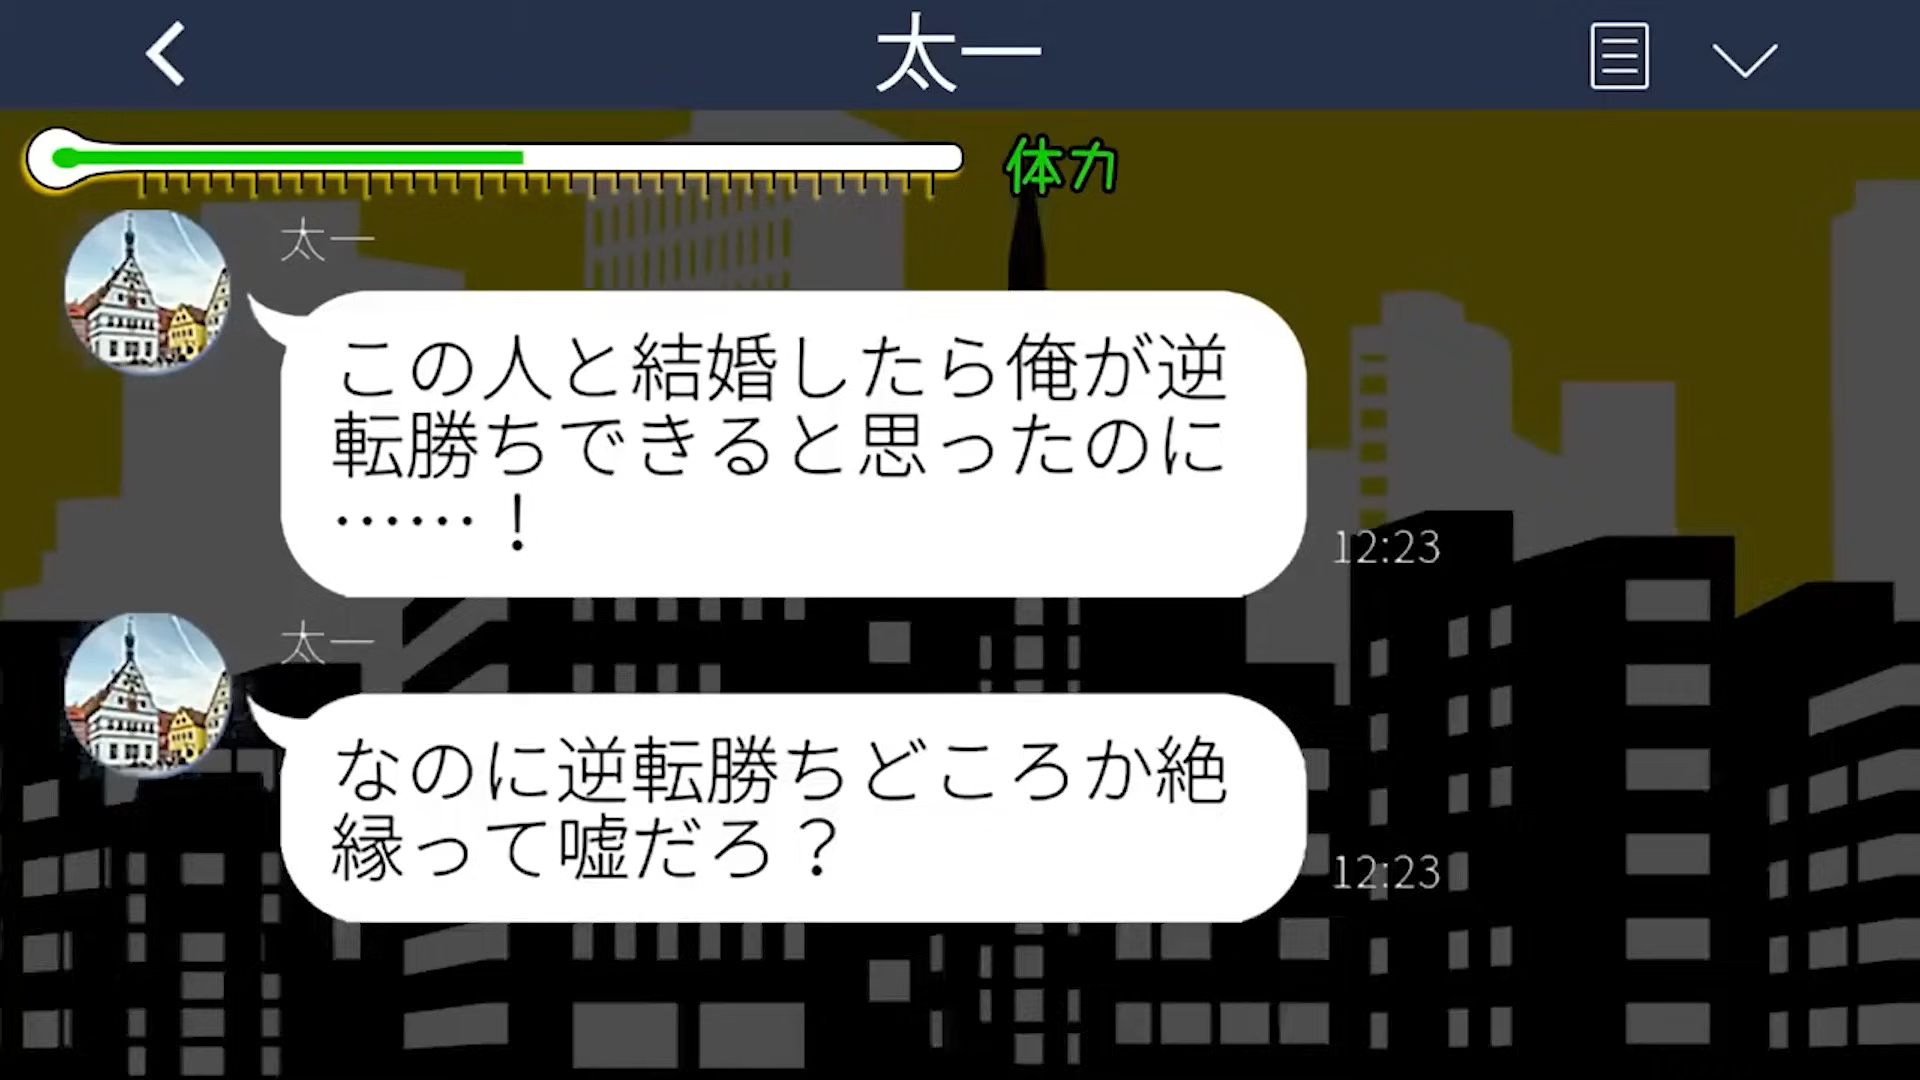 太一
体力
太一
この人と結婚したら俺が逆
転勝ちできると思ったのに
……！
12:23
太一
なのに逆転勝ちどころか絶
縁って嘘だろ？
12:23